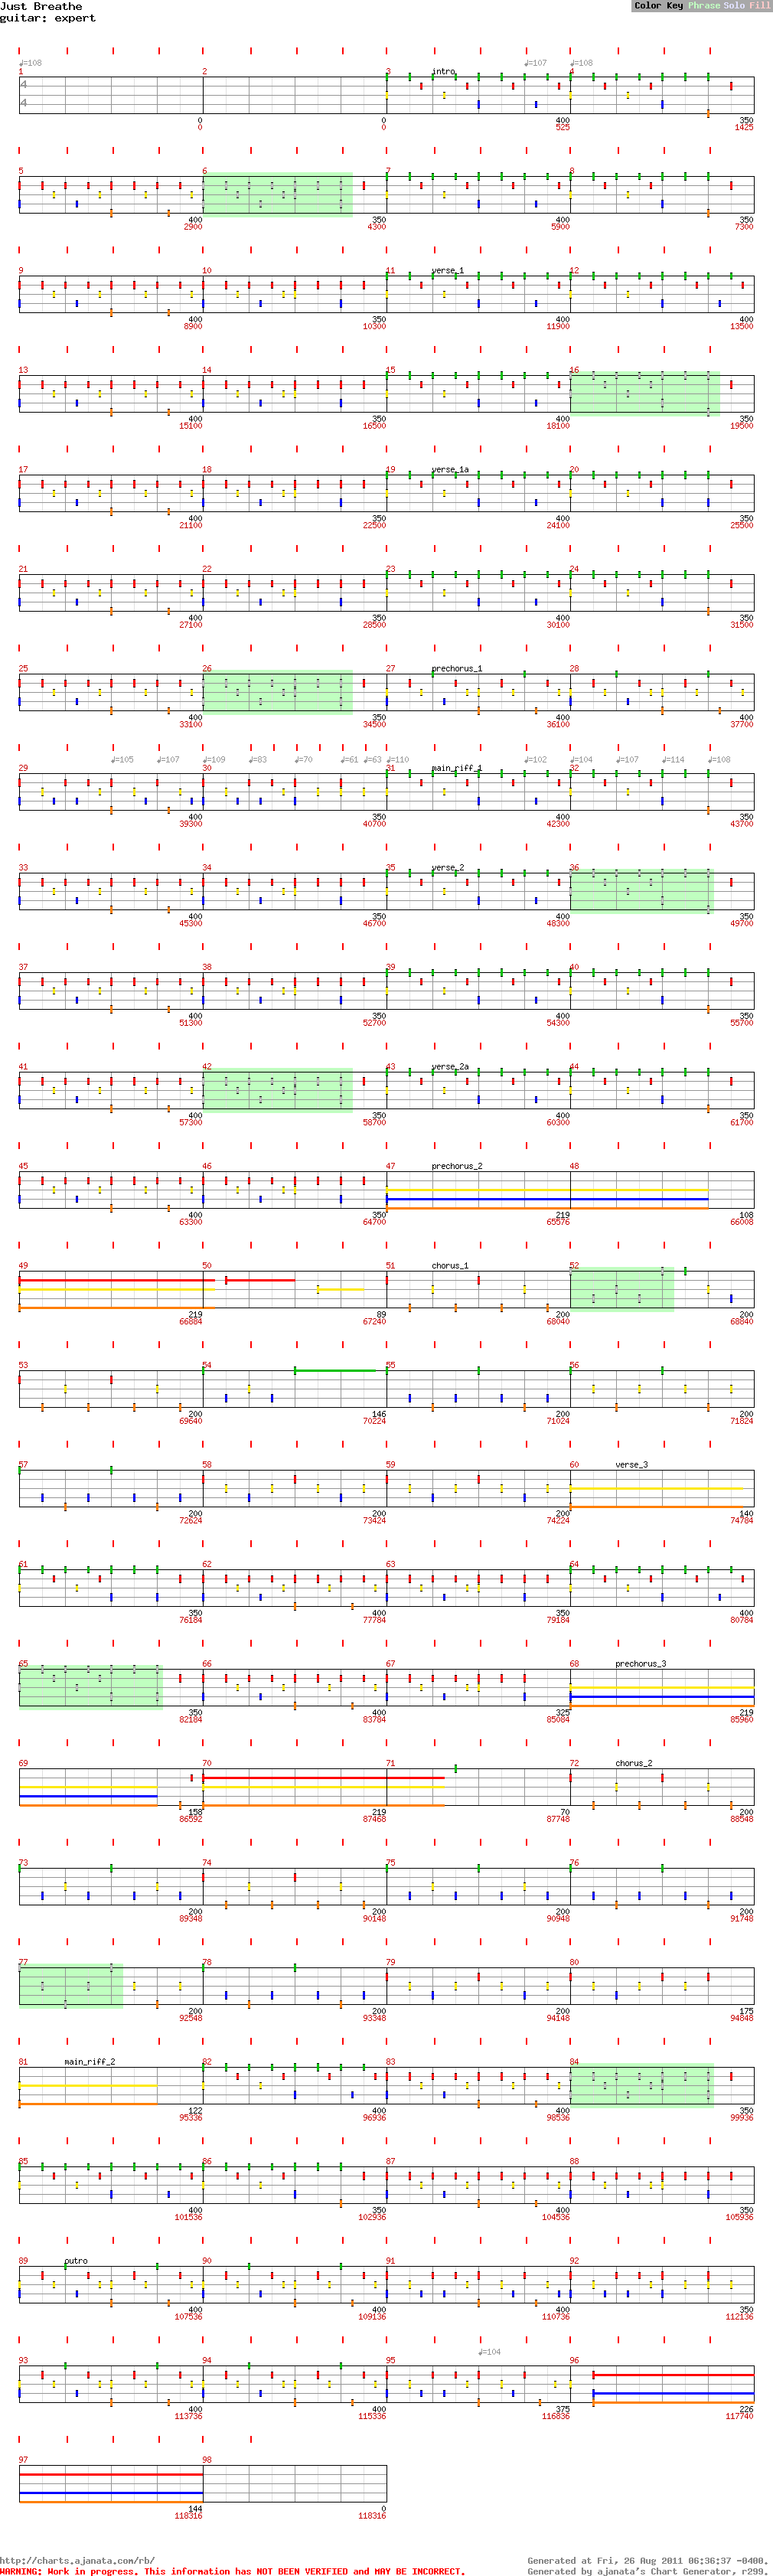 Just Breathe
guitar: expert
Color Key Phrase Solo Fill
♩=108 ♩=107 ♩=108
1 2 3 intro 4
4
4
0 0 400 350
0 0 525 1425
5 6 7 8
400 350 400 350
2900 4300 5900 7300
9 10 11 verse_1 12
400 350 400 400
8900 10300 11900 13500
13 14 15 16
400 350 400 350
15100 16500 18100 19500
17 18 19 verse_1a 20
400 350 400 350
21100 22500 24100 25500
21 22 23 24
400 350 400 350
27100 28500 30100 31500
25 26 27 prechorus_1 28
400 350 400 400
33100 34500 36100 37700
♩=105 ♩=107 ♩=109 ♩=83 ♩=70 ♩=61 ♩=63 ♩=110 ♩=102 ♩=104 ♩=107 ♩=114 ♩=108
29 30 31 main_riff_1 32
400 350 400 350
39300 40700 42300 43700
33 34 35 verse_2 36
400 350 400 350
45300 46700 48300 49700
37 38 39 40
400 350 400 350
51300 52700 54300 55700
41 42 43 verse_2a 44
400 350 400 350
57300 58700 60300 61700
45 46 47 prechorus_2 48
400 350 219 108
63300 64700 65576 66008
49 50 51 chorus_1 52
219 89 200 200
66884 67240 68040 68840
53 54 55 56
200 146 200 200
69640 70224 71024 71824
57 58 59 60 verse_3
200 200 200 140
72624 73424 74224 74784
61 62 63 64
350 400 350 400
76184 77784 79184 80784
65 66 67 68 prechorus_3
350 400 325 219
82184 83784 85084 85960
69 70 71 72 chorus_2
158 219 70 200
86592 87468 87748 88548
73 74 75 76
200 200 200 200
89348 90148 90948 91748
77 78 79 80
200 200 200 175
92548 93348 94148 94848
81 main_riff_2 82 83 84
122 400 400 350
95336 96936 98536 99936
85 86 87 88
400 350 400 350
101536 102936 104536 105936
89 outro 90 91 92
400 400 400 350
107536 109136 110736 112136
♩=104
93 94 95 96
400 400 375 226
113736 115336 116836 117740
97 98
144 0
118316 118316
http://charts.ajanata.com/rb/
Generated at Fri, 26 Aug 2011 06:36:37 -0400.
WARNING: Work in progress. This information has NOT BEEN VERIFIED and MAY BE INCORRECT.
Generated by ajanata's Chart Generator, r299.